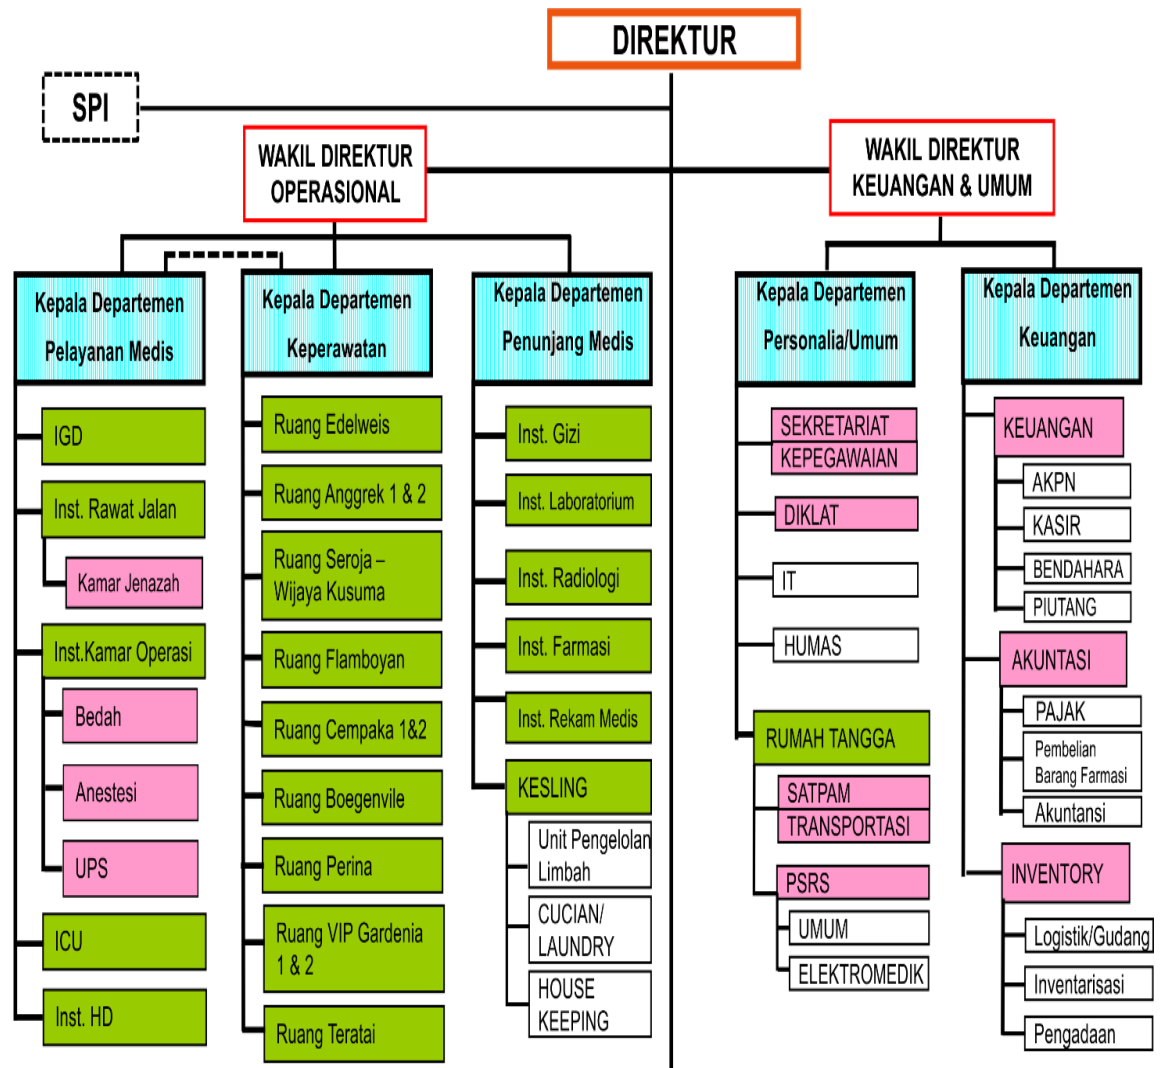 DIREKTUR
SPI
WAKIL DIREKTUR
OPERASIONAL
WAKIL DIREKTUR
KEUANGAN & UMUM
Kepala Departemen
Pelayanan Medis
IGD
Inst. Rawat Jalan
Kamar Jenazah
Inst.Kamar Operasi
Bedah
Anestesi
UPS
ICU
Inst. HD
Kepala Departemen
Keperawatan
Ruang Edelweis
Ruang Anggrek 1 & 2
Ruang Seroja –
Wijaya Kusuma
Ruang Flamboyan
Ruang Cempaka 1&2
Ruang Boegenvile
Ruang Perina
Ruang VIP Gardenia
1 & 2
Ruang Teratai
Kepala Departemen
Penunjang Medis
Inst. Gizi
Inst. Laboratorium
Inst. Radiologi
Inst. Farmasi
Inst. Rekam Medis
KESLING
Unit Pengelolan
Limbah
CUCIAN/
LAUNDRY
HOUSE
KEEPING
Kepala Departemen
Personalia/Umum
SEKRETARIAT
KEPEGAWAIAN
DIKLAT
IT
HUMAS
RUMAH TANGGA
SATPAM
TRANSPORTASI
PSRS
UMUM
ELEKTROMEDIK
Kepala Departemen
Keuangan
KEUANGAN
AKPN
KASIR
BENDAHARA
PIUTANG
AKUNTASI
PAJAK
Pembelian
Barang Farmasi
Akuntansi
INVENTORY
Logistik/Gudang
Inventarisasi
Pengadaan